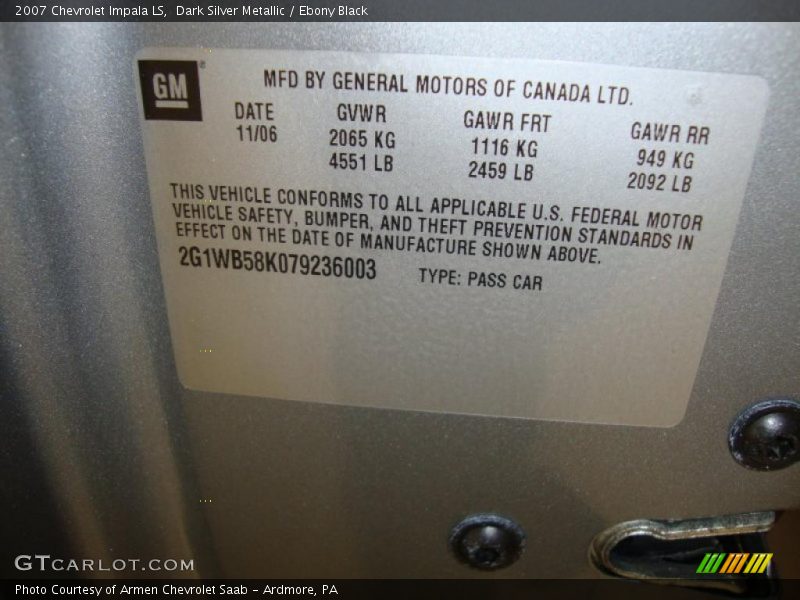 2007 Chevrolet Impala LS, Dark Silver Metallic / Ebony Black
GM
MFD BY GENERAL MOTORS OF CANADA LTD.
DATE GVWR GAWR FRT GAWR RR
11/06 2065 KG 1116 KG 949 KG
4551 LB 2459 LB 2092 LB
THIS VEHICLE CONFORMS TO ALL APPLICABLE U.S. FEDERAL MOTOR
VEHICLE SAFETY, BUMPER, AND THEFT PREVENTION STANDARDS IN
EFFECT ON THE DATE OF MANUFACTURE SHOWN ABOVE.
2G1WB58K079236003 TYPE: PASS CAR
GTCARLOT.COM
Photo Courtesy of Armen Chevrolet Saab - Ardmore, PA